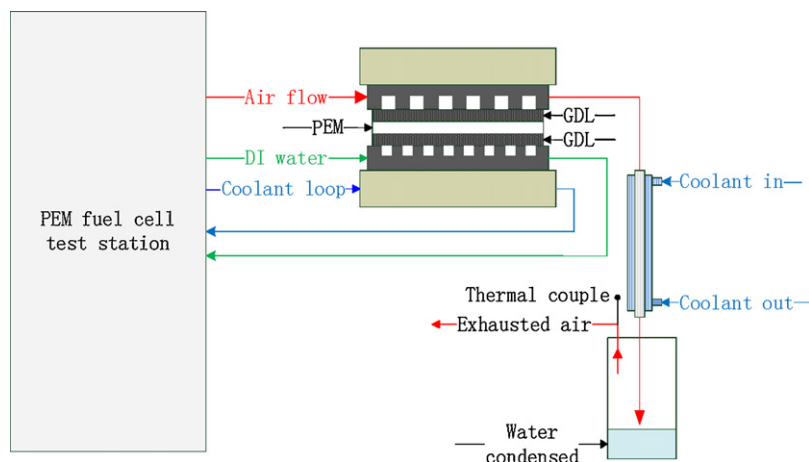 Air flow
GDL
PEM
GDL
DI water
Coolant loop
Coolant in
PEM fuel cell
test station
Thermal couple
Coolant out
Exhausted air
Water
condensed